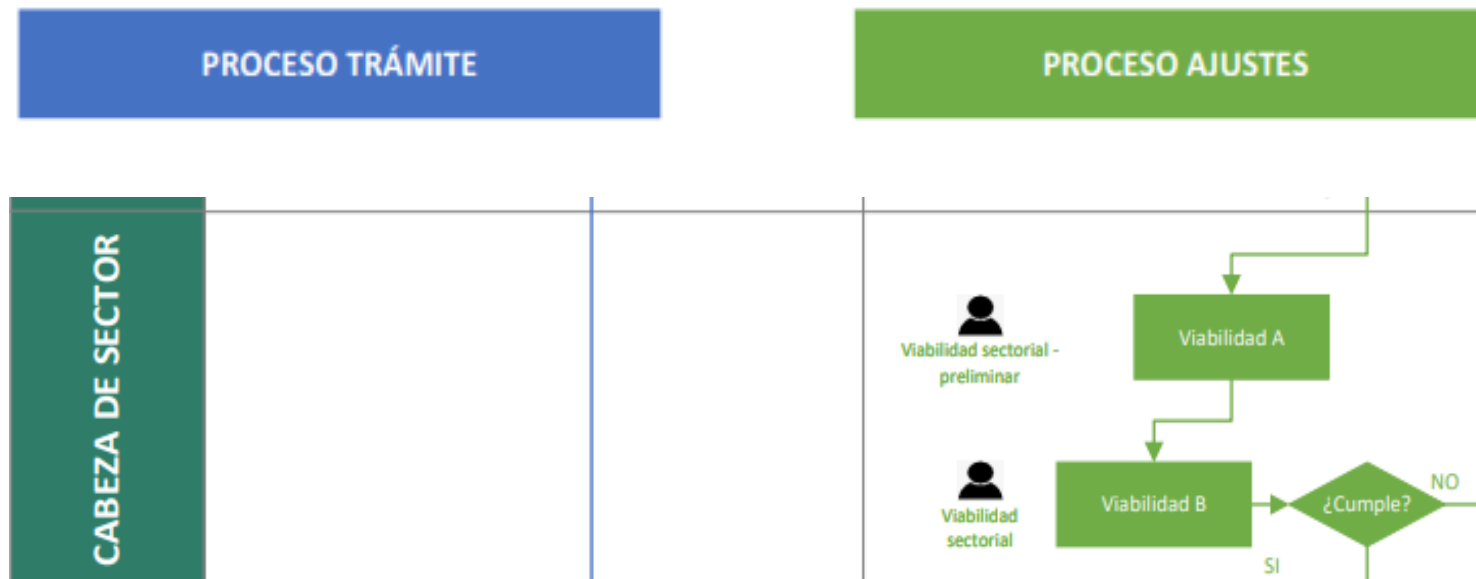 PROCESO TRÁMITE
PROCESO AJUSTES
CABEZA DE SECTOR
Viabilidad sectorial -
preliminar
Viabilidad A
Viabilidad
sectorial
Viabilidad B
¿Cumple?
NO
SI